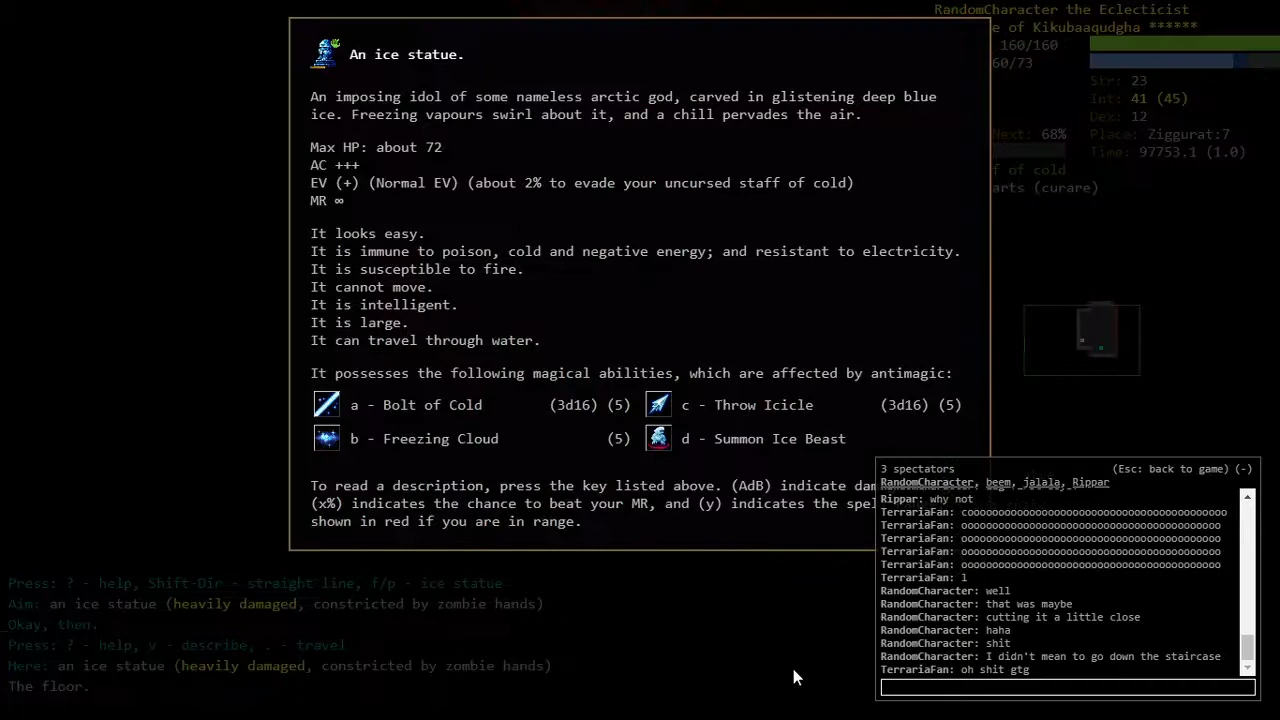 RandomCharacter the Eclecticist
e of Kikubaaqudgha ******
160/160
60/73
Str: 23
Int: 41 (45)
Dex: 12
Next: 68% Place: Ziggurat:7
Time: 97753.1 (1.0)
f of cold
arts (curare)
An ice statue.
An imposing idol of some nameless arctic god, carved in glistening deep blue
ice. Freezing vapours swirl about it, and a chill pervades the air.
Max HP: about 72
AC +++
EV (+) (Normal EV) (about 2% to evade your uncursed staff of cold)
MR ∞
It looks easy.
It is immune to poison, cold and negative energy; and resistant to electricity.
It is susceptible to fire.
It cannot move.
It is intelligent.
It is large.
It can travel through water.
It possesses the following magical abilities, which are affected by antimagic:
a - Bolt of Cold (3d16) (5) c - Throw Icicle (3d16) (5)
b - Freezing Cloud (5) d - Summon Ice Beast
To read a description, press the key listed above. (AdB) indicate da
(x%) indicates the chance to beat your MR, and (y) indicates the spe
shown in red if you are in range.
Press: ? - help, Shift-Dir - straight line, f/p - ice statue
Aim: an ice statue (heavily damaged, constricted by zombie hands)
_Okay, then.
Press: ? - help, v - describe, . - travel
Here: an ice statue (heavily damaged, constricted by zombie hands)
The floor.
3 spectators (Esc: back to game) (-)
RandomCharacter, beem, jalala, Rippar
Rippar: why not
TerrariaFan: cooooooooooooooooooooooooooooooooooooooooo
TerrariaFan: oooooooooooooooooooooooooooooooooooooooooo
TerrariaFan: oooooooooooooooooooooooooooooooooooooooooo
TerrariaFan: oooooooooooooooooooooooooooooooooooooooooo
TerrariaFan: oooooooooooooooooooooooooooooooooooooooooo
TerrariaFan: l
RandomCharacter: well
RandomCharacter: that was maybe
RandomCharacter: cutting it a little close
RandomCharacter: haha
RandomCharacter: shit
RandomCharacter: I didn't mean to go down the staircase
TerrariaFan: oh shit gtg